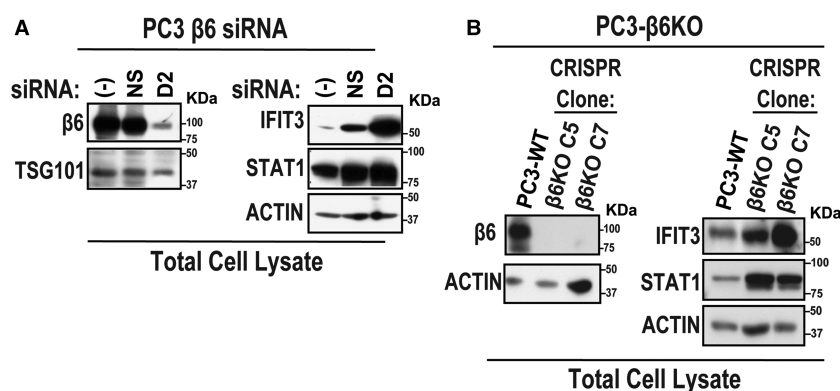 A
PC3 β6 siRNA
siRNA: (-) NS D2
KDa
β6
100
75
TSG101
50
37
siRNA: (-) NS D2
KDa
IFIT3
50
STAT1
100
75
ACTIN
50
37
Total Cell Lysate
B
PC3-β6KO
CRISPR
Clone:
PC3-WT
β6KO C5
β6KO C7
KDa
β6
100
75
ACTIN
50
37
CRISPR
Clone:
PC3-WT
β6KO C5
β6KO C7
KDa
IFIT3
50
STAT1
100
75
ACTIN
50
37
Total Cell Lysate